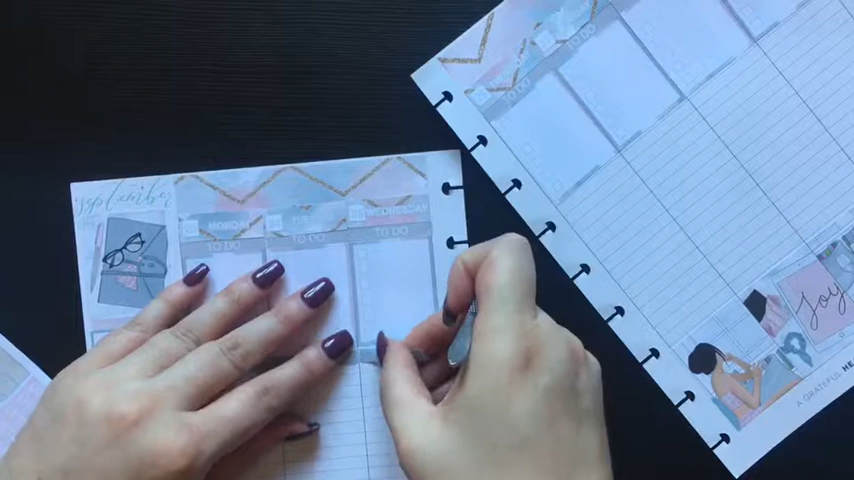 september
MONDAY
TUESDAY
WEDNESDAY
TO DO
TO DO
TO DO
TO DO
TO DO
Joy
A GRATEFUL HE